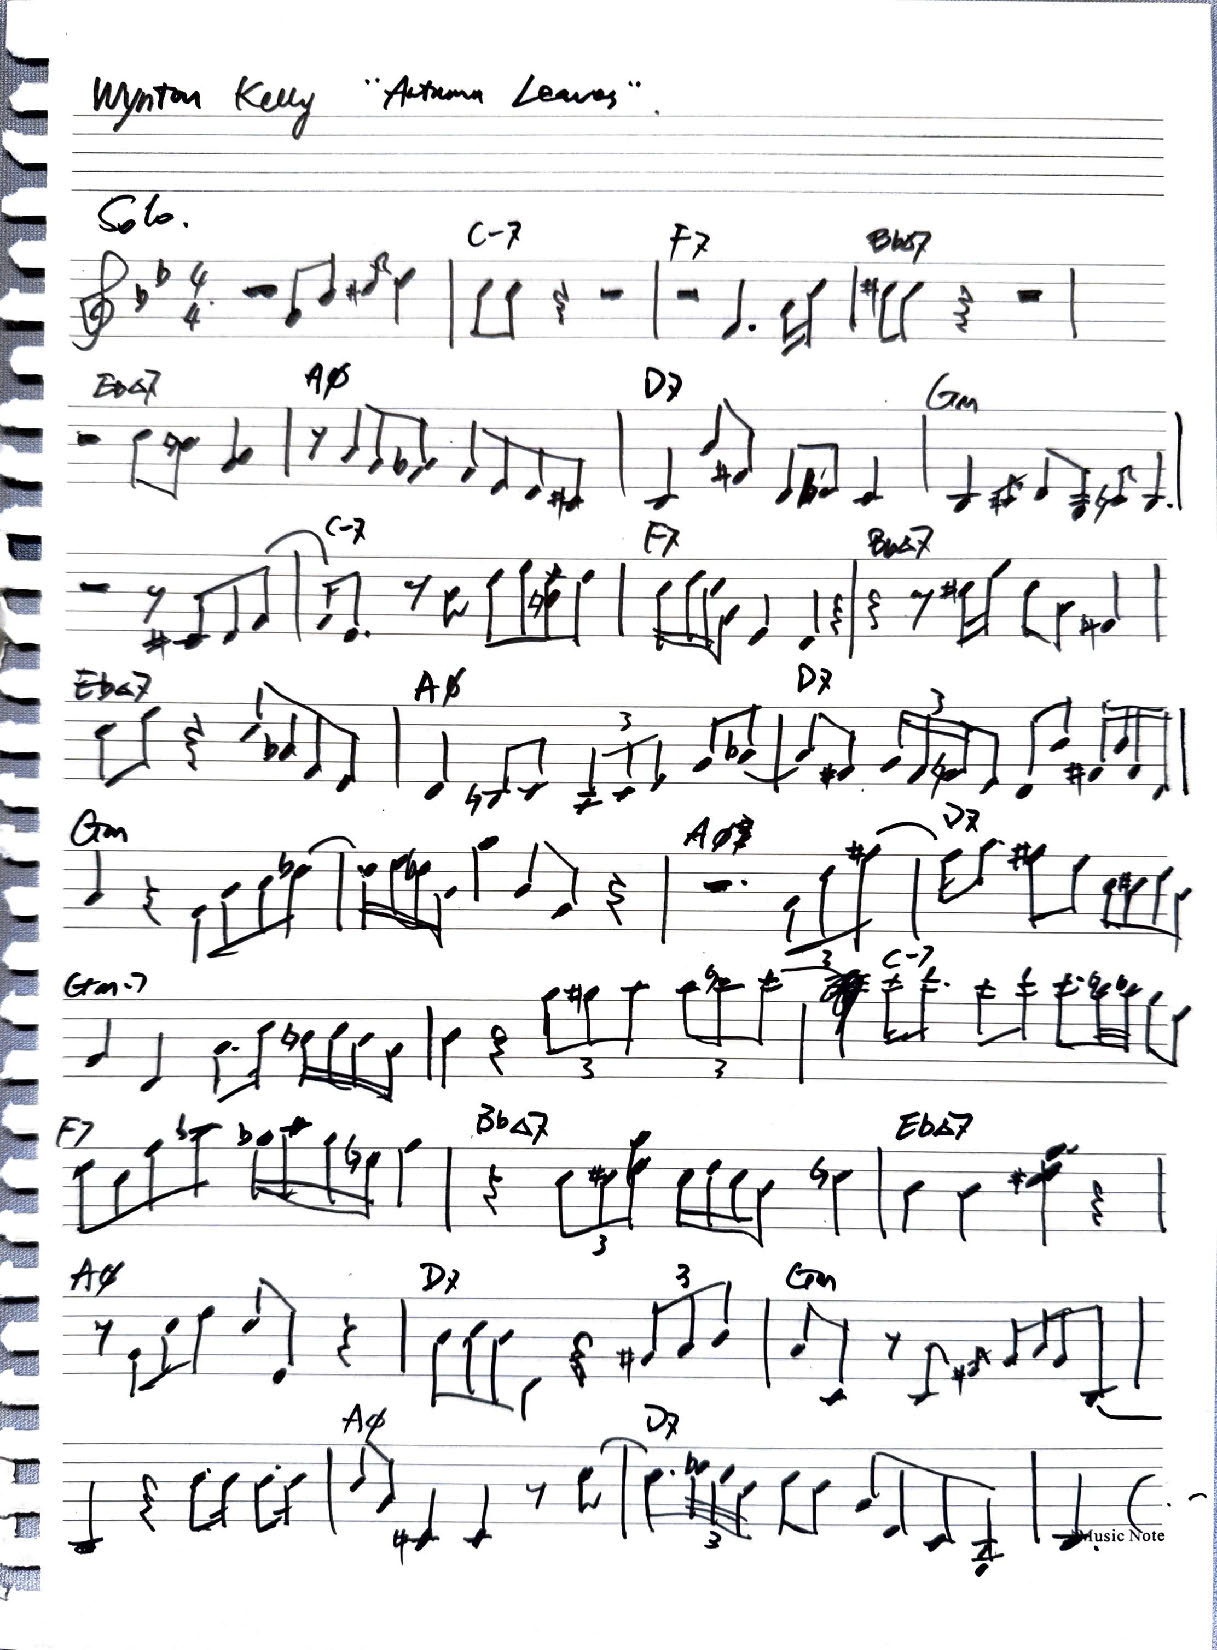 Wynton Kelly "Autumn Leaves".
Solo.
C-7 F7 Bb△7
4
4
Eb△7 Aø D7 Gm
C-7 F7 Bb△7
Eb△7 Aø D7
3 3
Gm Aø7 D7
Gm-7 C-7
3 3 3
F7 Bb△7 Eb△7
3
Aø D7 3 Gm
Aø D7
3
Music Note